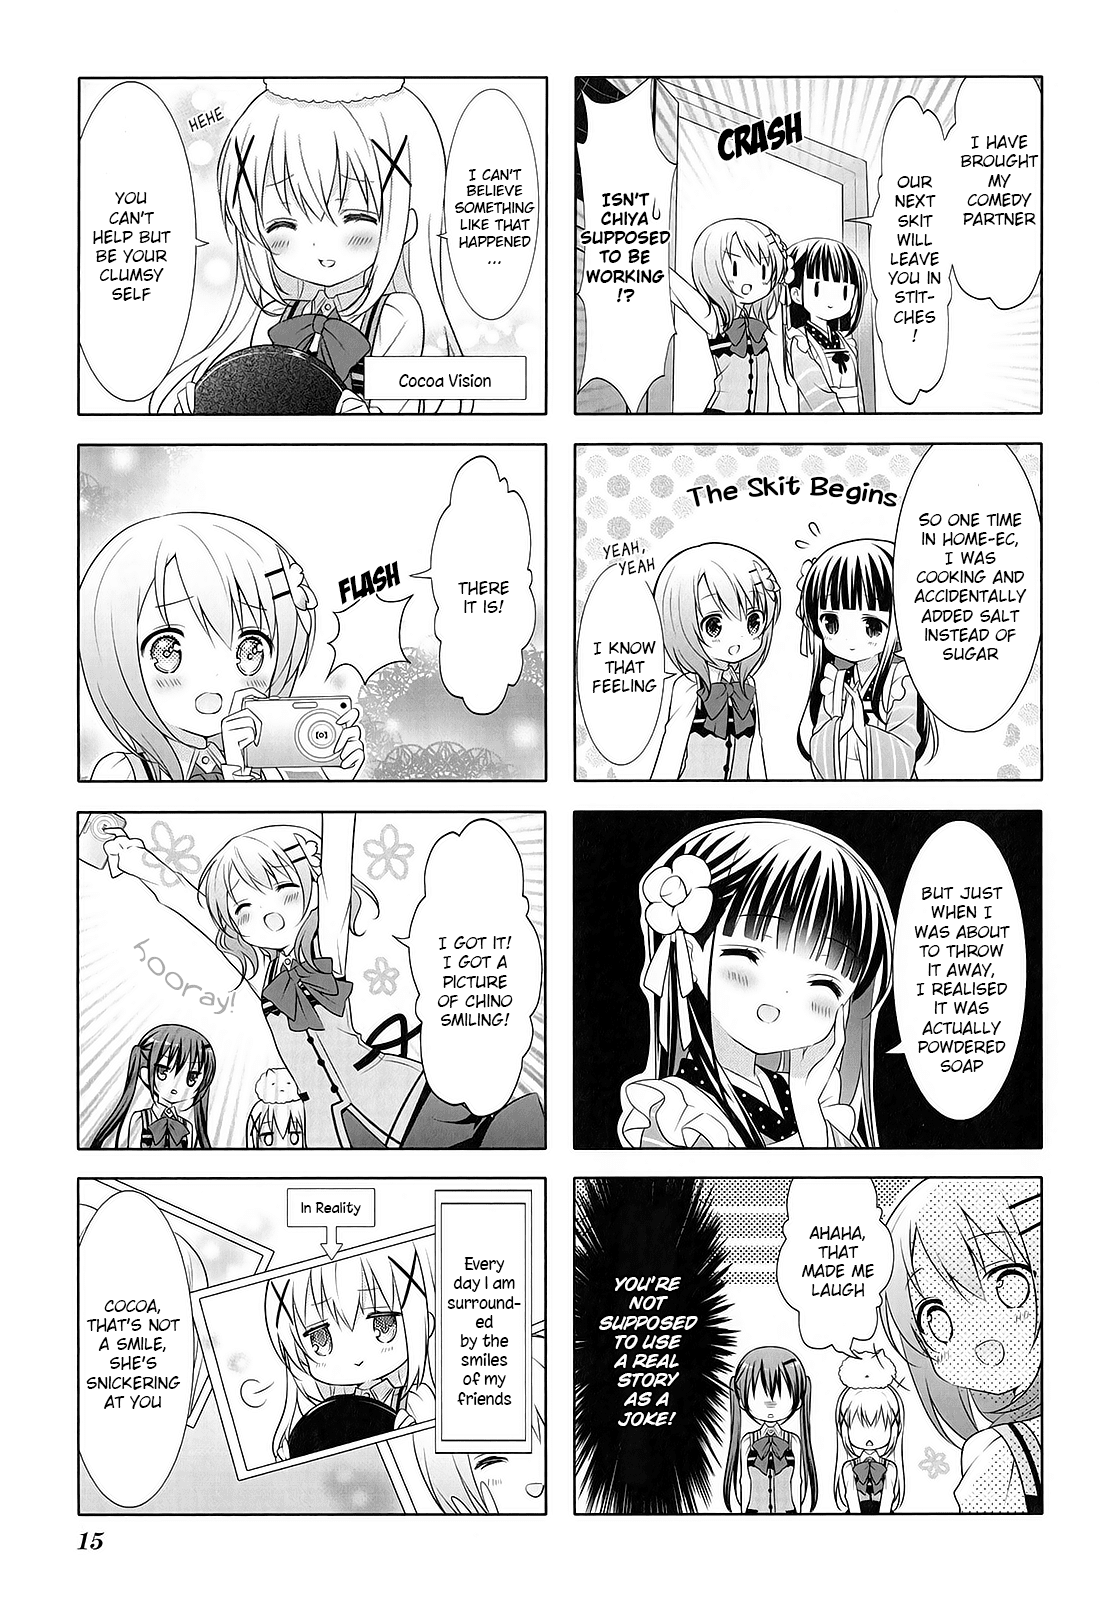 I HAVE
BROUGHT
MY
COMEDY
PARTNER
OUR
NEXT
SKIT
WILL
LEAVE
YOU IN
STIT-
CHES
!
CRASH
ISN'T
CHIYA
SUPPOSED
TO BE
WORKING
!?
The Skit Begins
SO ONE TIME
IN HOME-EC,
I WAS
COOKING AND
ACCIDENTALLY
ADDED SALT
INSTEAD OF
SUGAR
YEAH,
YEAH
I KNOW
THAT
FEELING
BUT JUST
WHEN I
WAS ABOUT
TO THROW
IT AWAY,
I REALISED
IT WAS
ACTUALLY
POWDERED
SOAP
AHAHA,
THAT
MADE ME
LAUGH
YOU'RE
NOT
SUPPOSED
TO USE
A REAL
STORY
AS A
JOKE!
I CAN'T
BELIEVE
SOMETHING
LIKE THAT
HAPPENED
...
HEHE
YOU
CAN'T
HELP BUT
BE YOUR
CLUMSY
SELF
Cocoa Vision
THERE
IT IS!
FLASH
I GOT IT!
I GOT A
PICTURE
OF CHINO
SMILING!
hooray!
Every
day I am
surround-
ed
by the
smiles
of my
friends
In Reality
COCOA,
THAT'S NOT
A SMILE,
SHE'S
SNICKERING
AT YOU
15